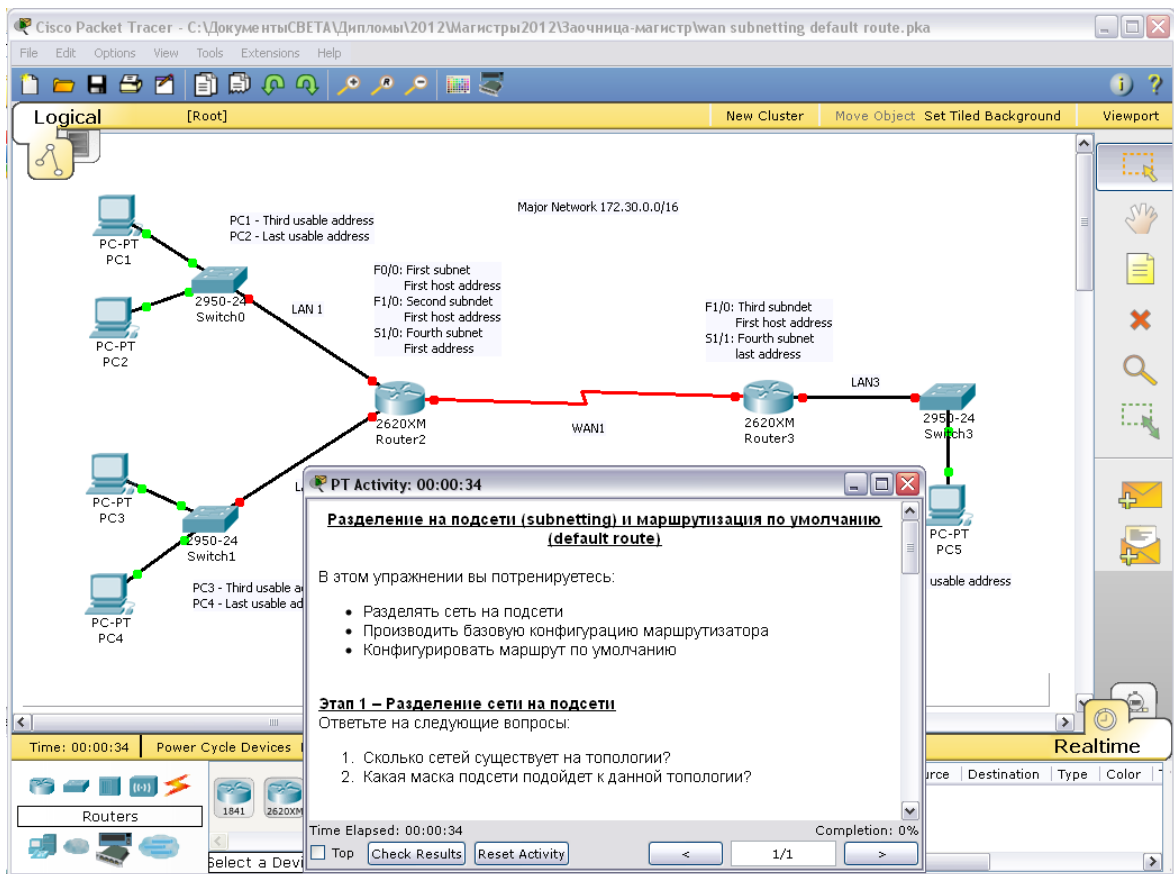 Cisco Packet Tracer - C:\ДокументыСВЕТА\Дипломы\2012\Магистры2012\Заочница-магистр\wan subnetting default route.pka
File Edit Options View Tools Extensions Help
Logical [Root] New Cluster Move Object Set Tiled Background Viewport
Major Network 172.30.0.0/16
PC1 - Third usable address
PC2 - Last usable address
PC-PT
PC1
2950-24
Switch0
LAN 1
PC-PT
PC2
F0/0: First subnet
First host address
F1/0: Second subndet
First host address
S1/0: Fourth subnet
First address
F1/0: Third subndet
First host address
S1/1: Fourth subnet
last address
2620XM
Router2
WAN1
2620XM
Router3
LAN3
2950-24
Switch3
PC-PT
PC3
2950-24
Switch1
PC3 - Third usable
PC4 - Last usable
PC-PT
PC4
PC-PT
PC5
usable address
PT Activity: 00:00:34
Разделение на подсети (subnetting) и маршрутизация по умолчанию
(default route)
В этом упражнении вы потренируетесь:
• Разделять сеть на подсети
• Производить базовую конфигурацию маршрутизатора
• Конфигурировать маршрут по умолчанию
Этап 1 – Разделение сети на подсети
Ответьте на следующие вопросы:
1. Сколько сетей существует на топологии?
2. Какая маска подсети подойдет к данной топологии?
Time Elapsed: 00:00:34 Completion: 0%
Top Check Results Reset Activity < 1/1 >
Time: 00:00:34 Power Cycle Devices Realtime
Routers
1841 2620XM
Select a Devi
Destination Type Color